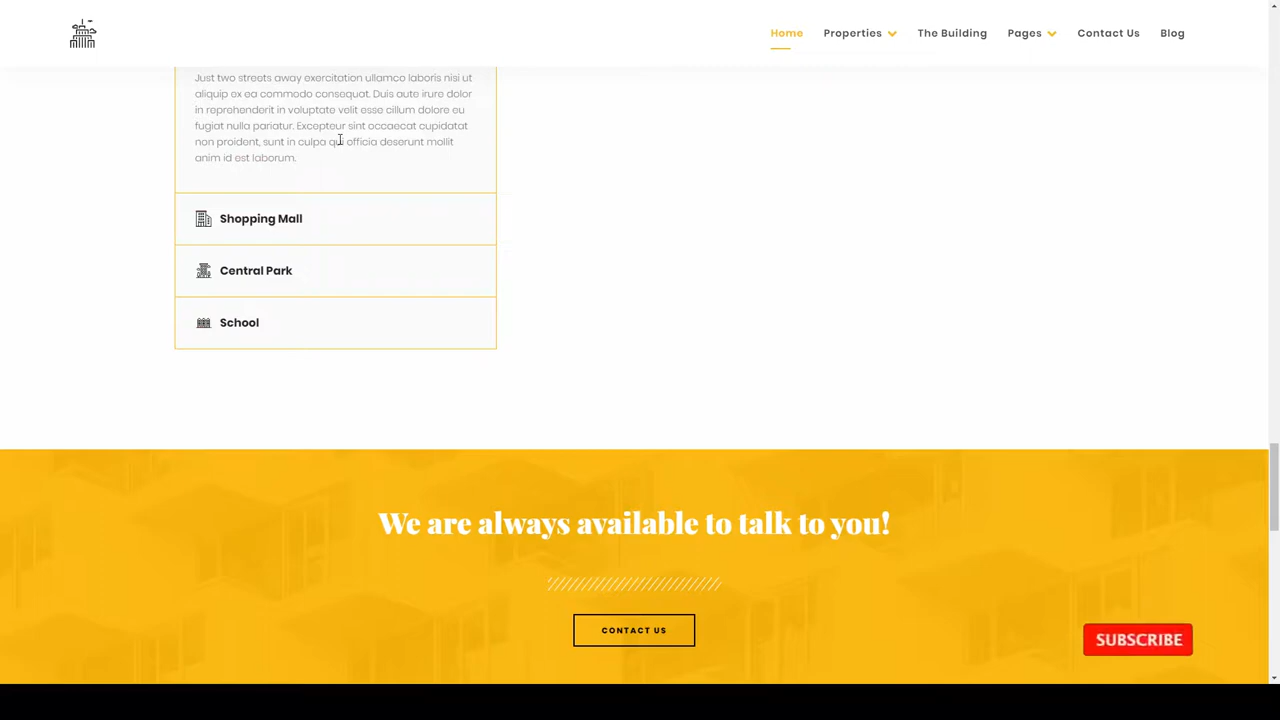 Home
Properties
The Building
Pages
Contact Us
Blog
Just two streets away exercitation ullamco laboris nisi ut
aliquip ex ea commodo consequat. Duis aute irure dolor
in reprehenderit in voluptate velit esse cillum dolore eu
fugiat nulla pariatur. Excepteur sint occaecat cupidatat
non proident, sunt in culpa qui officia deserunt mollit
anim id est laborum.
Shopping Mall
Central Park
School
We are always available to talk to you!
CONTACT US
SUBSCRIBE